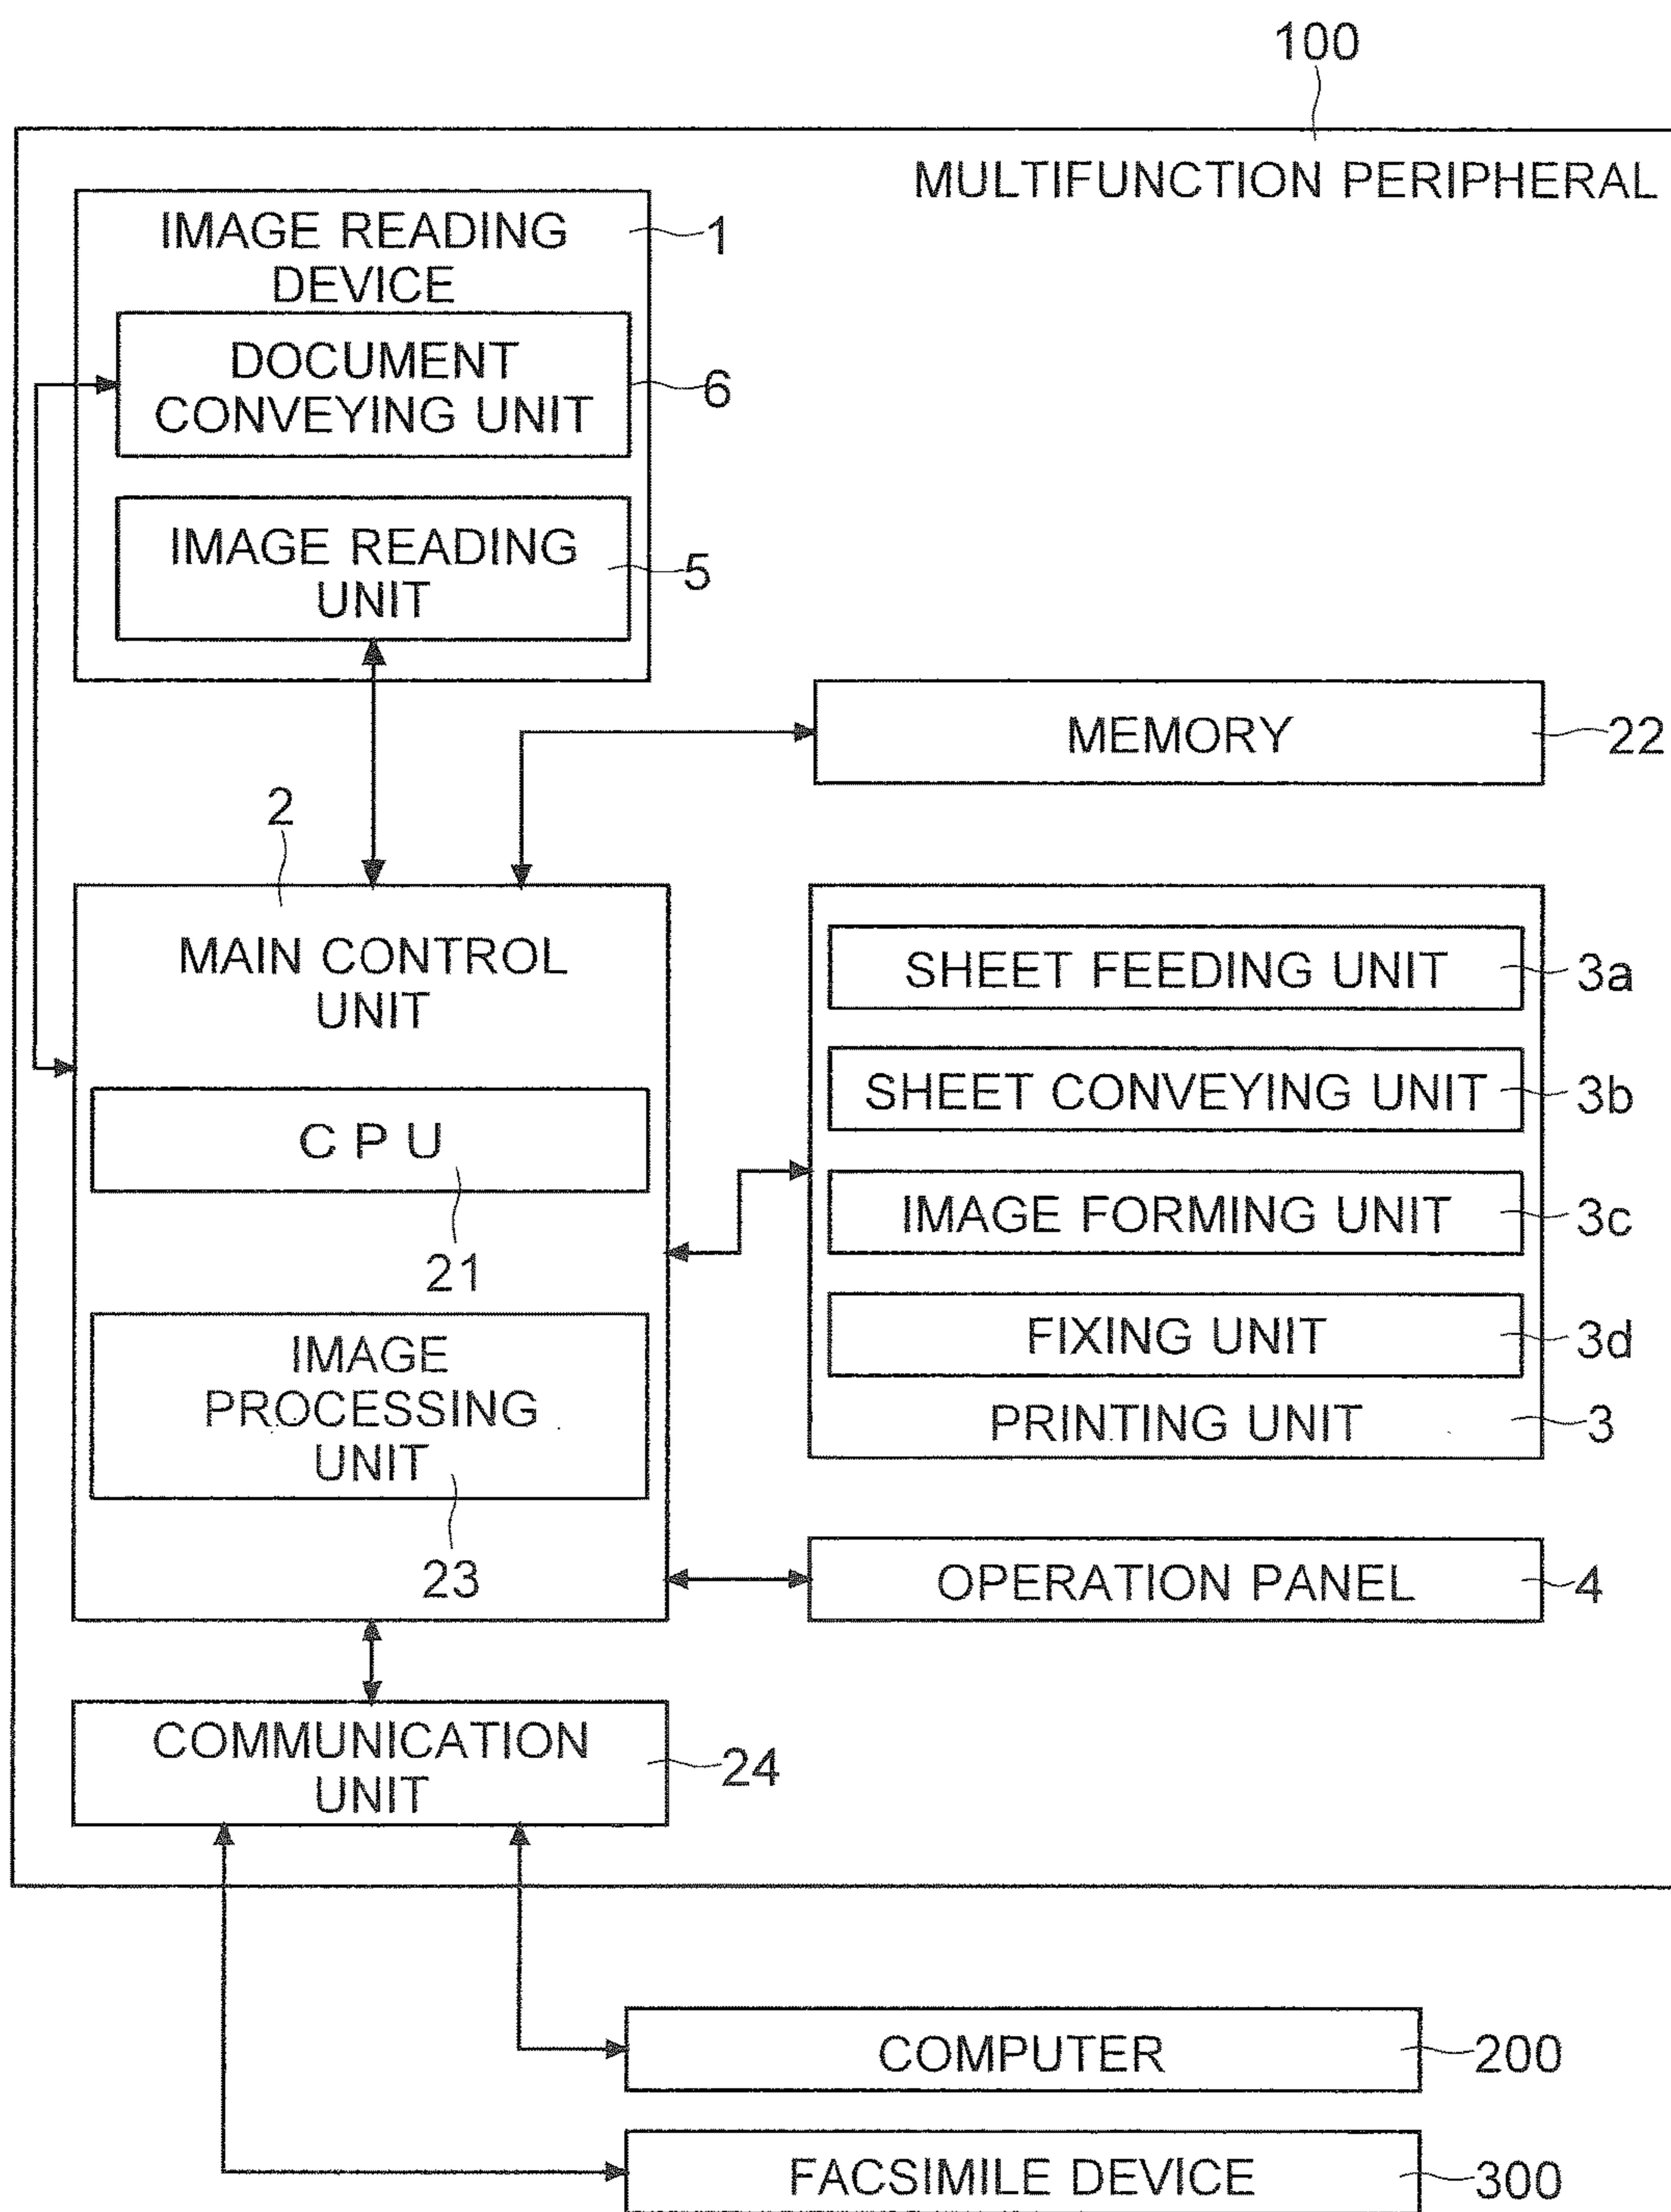 100
MULTIFUNCTION PERIPHERAL
IMAGE READING
DEVICE
1
DOCUMENT
CONVEYING UNIT
6
IMAGE READING
UNIT
5
MEMORY
22
2
MAIN CONTROL
UNIT
C P U
21
IMAGE
PROCESSING
UNIT
23
SHEET FEEDING UNIT
3a
SHEET CONVEYING UNIT
3b
IMAGE FORMING UNIT
3c
FIXING UNIT
3d
PRINTING UNIT
3
OPERATION PANEL
4
COMMUNICATION
UNIT
24
COMPUTER
200
FACSIMILE DEVICE
300